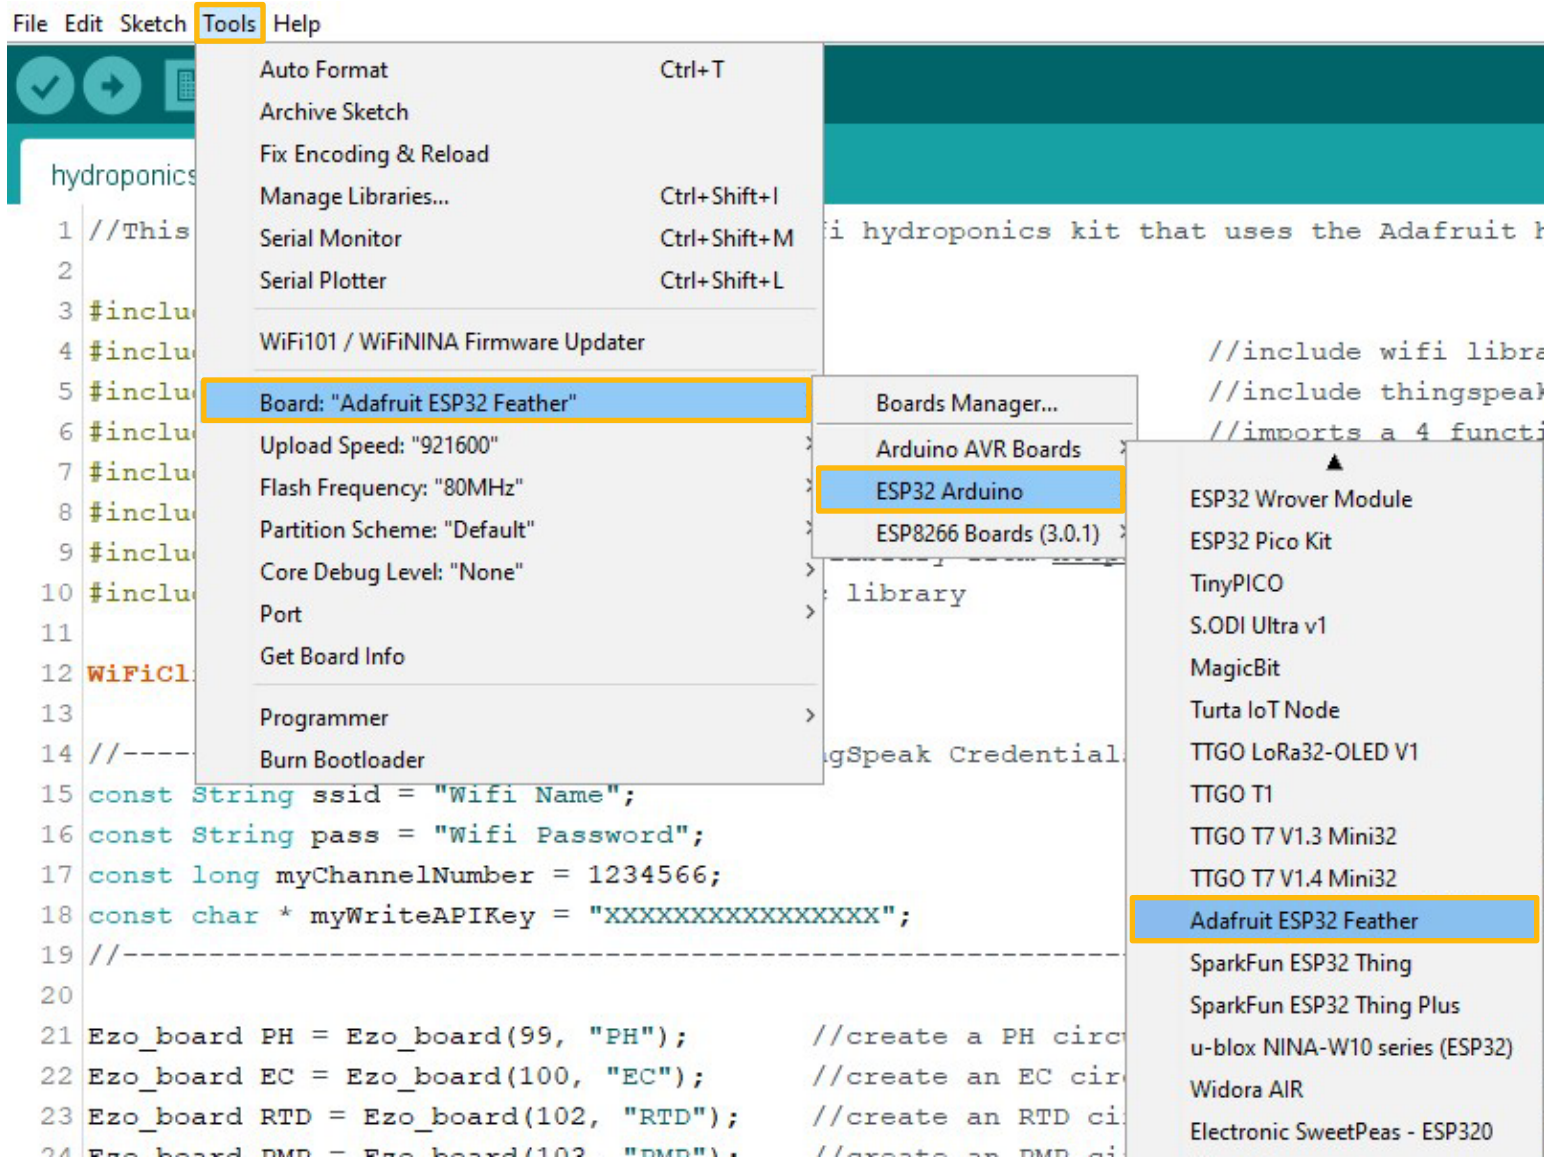 File Edit Sketch Tools Help
Auto Format Ctrl+T
Archive Sketch
Fix Encoding & Reload
Manage Libraries... Ctrl+Shift+I
Serial Monitor Ctrl+Shift+M
Serial Plotter Ctrl+Shift+L
WiFi101 / WiFiNINA Firmware Updater
Board: "Adafruit ESP32 Feather"
Upload Speed: "921600"
Flash Frequency: "80MHz"
Partition Scheme: "Default"
Core Debug Level: "None"
Port
Get Board Info
Programmer
Burn Bootloader
Boards Manager...
Arduino AVR Boards
ESP32 Arduino
ESP8266 Boards (3.0.1)
ESP32 Wrover Module
ESP32 Pico Kit
TinyPICO
S.ODI Ultra v1
MagicBit
Turta IoT Node
TTGO LoRa32-OLED V1
TTGO T1
TTGO T7 V1.3 Mini32
TTGO T7 V1.4 Mini32
Adafruit ESP32 Feather
SparkFun ESP32 Thing
SparkFun ESP32 Thing Plus
u-blox NINA-W10 series (ESP32)
Widora AIR
Electronic SweetPeas - ESP320
hydroponics
1 //This hydroponics kit that uses the Adafruit
2
3 #inclu
4 #inclu //include wifi libra
5 #inclu //include thingspeak
6 #inclu //imports a 4 functi
7 #inclu
8 #inclu
9 #inclu
10 #inclu library
11
12 WiFiCl
13
14 //---- ngSpeak Credential
15 const String ssid = "Wifi Name";
16 const String pass = "Wifi Password";
17 const long myChannelNumber = 1234566;
18 const char * myWriteAPIKey = "XXXXXXXXXXXXXXXX";
19 //------------------------------------------------------------
20
21 Ezo_board PH = Ezo_board(99, "PH"); //create a PH circ
22 Ezo_board EC = Ezo_board(100, "EC"); //create an EC cir
23 Ezo_board RTD = Ezo_board(102, "RTD"); //create an RTD ci
24 Ezo_board PMP = Ezo_board(103, "PMP"); //create an PMP ci